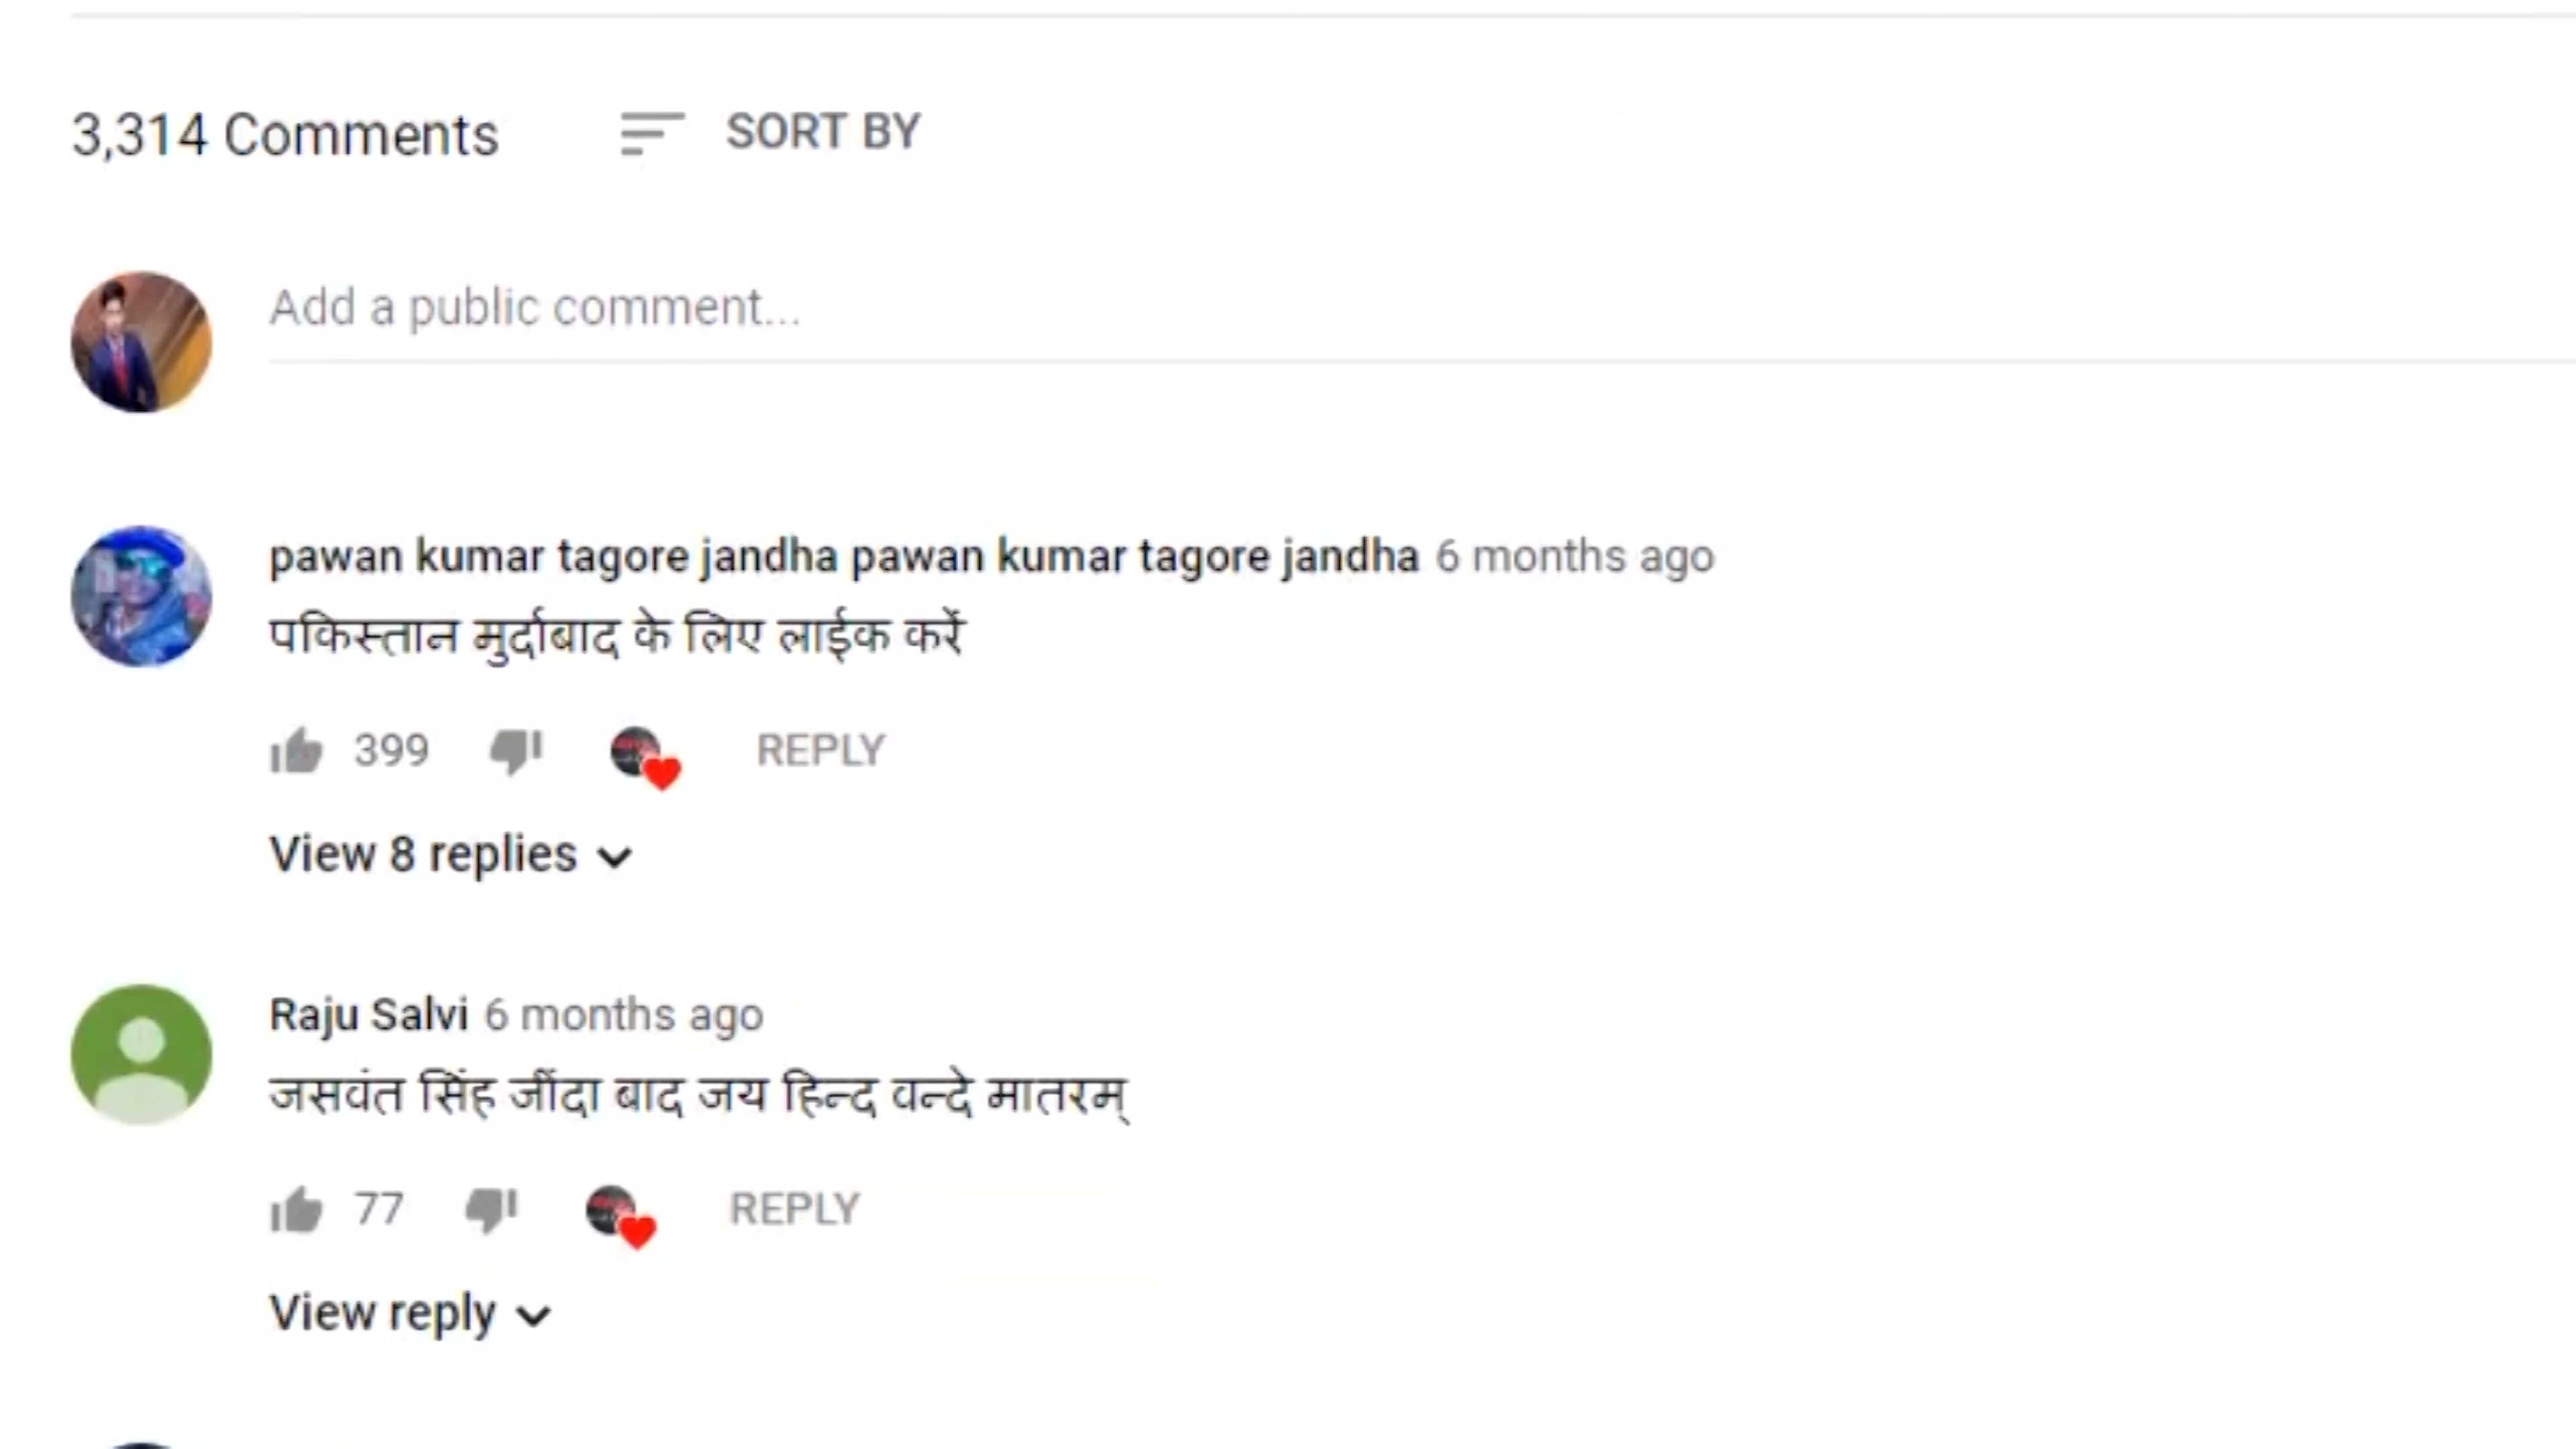 3,314 Comments SORT BY
Add a public comment...
pawan kumar tagore jandha pawan kumar tagore jandha 6 months ago
पकिस्तान मुर्दाबाद के लिए लाईक करें
399 REPLY
View 8 replies
Raju Salvi 6 months ago
जसवंत सिंह जींदा बाद जय हिन्द वन्दे मातरम्
77 REPLY
View reply